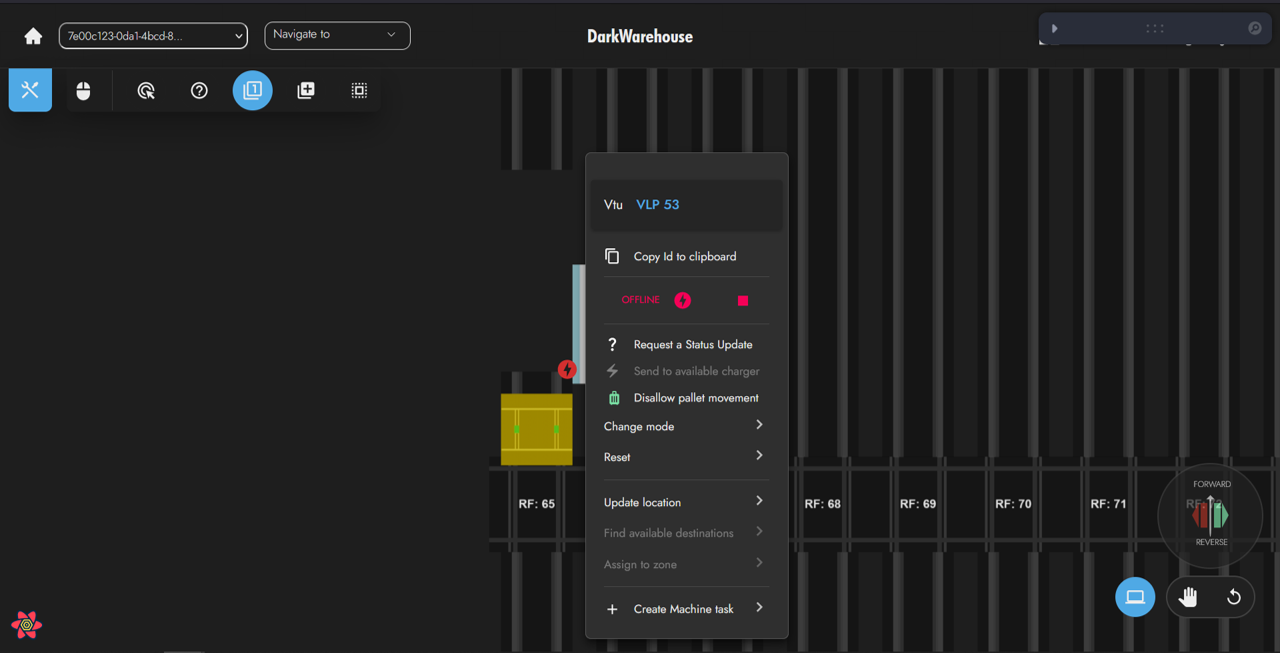 7e00c123-0da1-4bcd-8...
Navigate to
DarkWarehouse
1
Vtu VLP 53
Copy Id to clipboard
OFFLINE
Request a Status Update
Send to available charger
Disallow pallet movement
Change mode
Reset
Update location
Find available destinations
Assign to zone
Create Machine task
RF: 65
RF: 68
RF: 69
RF: 70
RF: 71
FORWARD
REVERSE